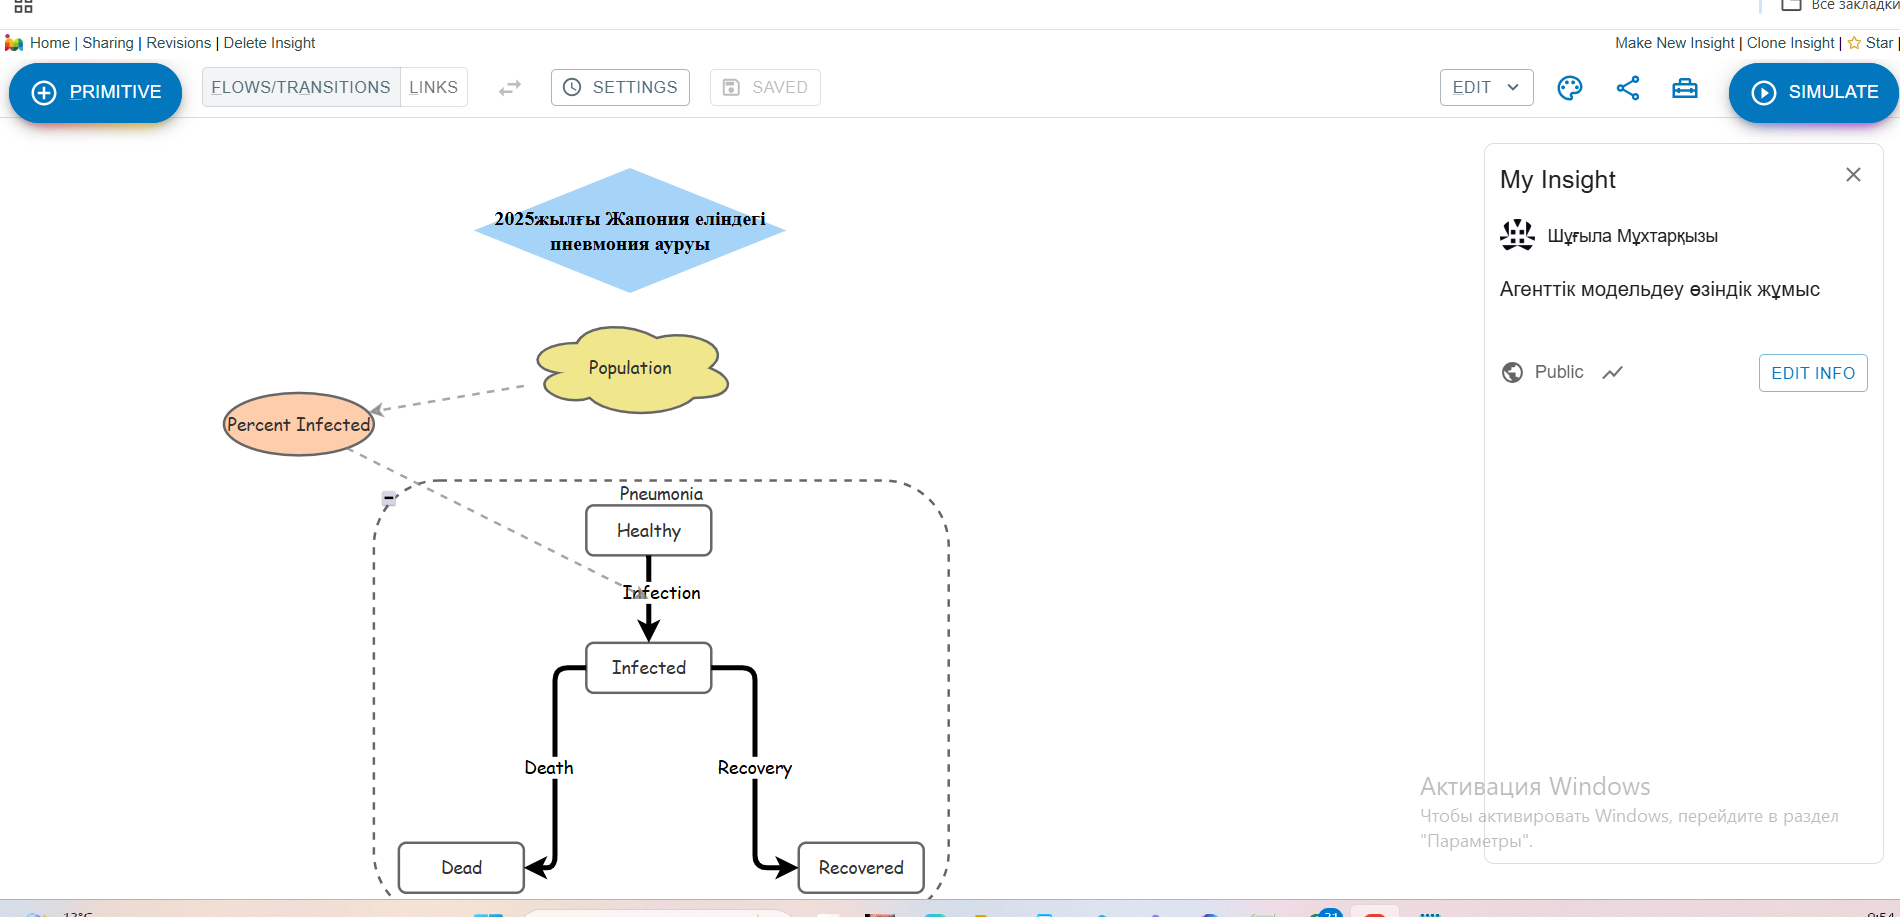 Все закладки
Home | Sharing | Revisions | Delete Insight
Make New Insight | Clone Insight | Star |
PRIMITIVE
FLOWS/TRANSITIONS
LINKS
SETTINGS
SAVED
EDIT
SIMULATE
2025жылғы Жапония еліндегі
пневмония ауруы
Population
Percent Infected
Pneumonia
Healthy
Infection
Infected
Death
Recovery
Dead
Recovered
My Insight
Шұғыла Мұхтарқызы
Агенттік модельдеу өзіндік жұмыс
Public
EDIT INFO
Активация Windows
Чтобы активировать Windows, перейдите в раздел
"Параметры".